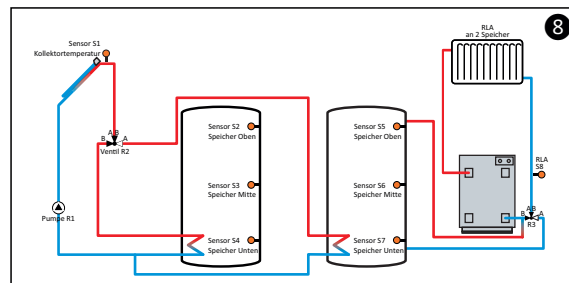 8
Sensor S1
Kollektortemperatur
RLA
an 2 Speicher
A
B
B
A
Ventil R2
Sensor S2
Speicher Oben
Sensor S5
Speicher Oben
Sensor S3
Speicher Mitte
Sensor S6
Speicher Mitte
RLA
S8
Pumpe R1
Sensor S4
Speicher Unten
Sensor S7
Speicher Unten
AB
B
A
R3